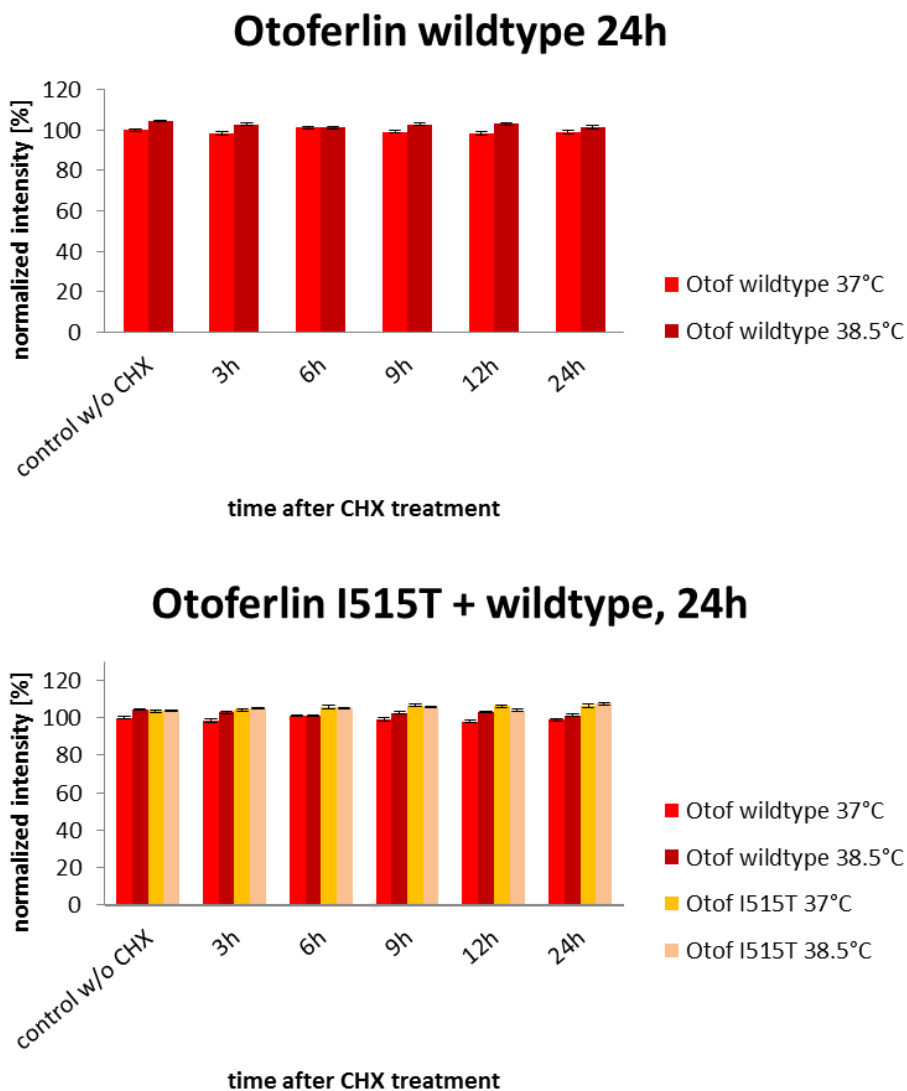 Otoferlin wildtype 24h
normalized intensity [%]
120
100
80
60
40
20
0
control w/o CHX
3h
6h
9h
12h
24h
time after CHX treatment
Otof wildtype 37°C
Otof wildtype 38.5°C
Otoferlin I515T + wildtype, 24h
normalized intensity [%]
120
100
80
60
40
20
0
control w/o CHX
3h
6h
9h
12h
24h
time after CHX treatment
Otof wildtype 37°C
Otof wildtype 38.5°C
Otof I515T 37°C
Otof I515T 38.5°C